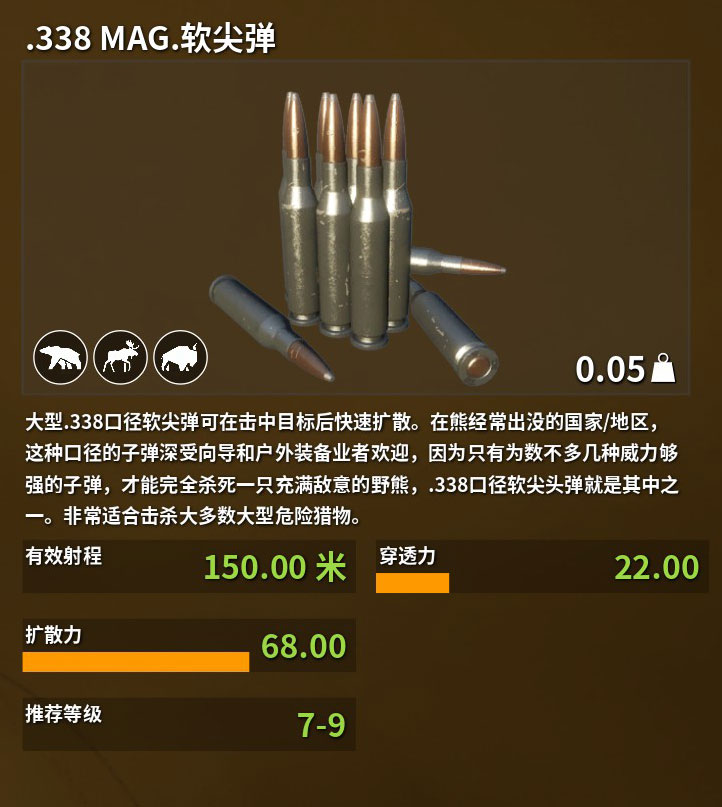 .338 MAG.软尖弹
0.05
大型.338口径软尖弹可在击中目标后快速扩散。在熊经常出没的国家/地区，
这种口径的子弹深受向导和户外装备业者欢迎，因为只有为数不多几种威力够
强的子弹，才能完全杀死一只充满敌意的野熊，.338口径软尖头弹就是其中之
一。非常适合击杀大多数大型危险猎物。
有效射程 150.00 米
穿透力 22.00
扩散力 68.00
推荐等级 7-9